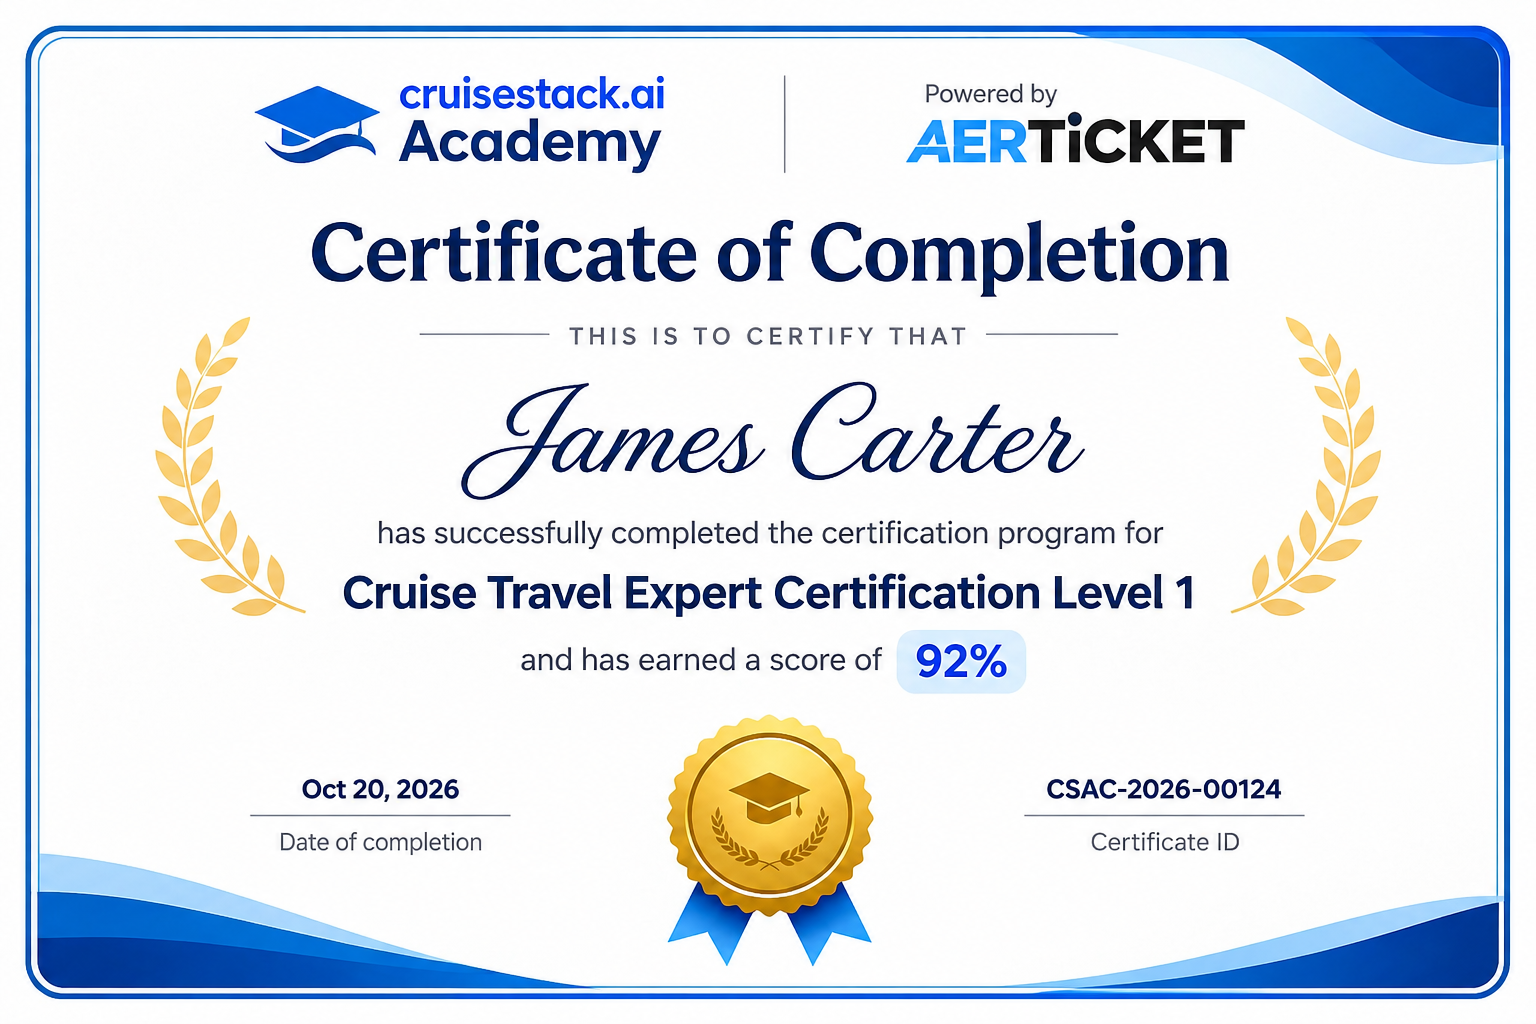 cruisestack.ai
Academy
Powered by
AERTiCKET
Certificate of Completion
THIS IS TO CERTIFY THAT
James Carter
has successfully completed the certification program for
Cruise Travel Expert Certification Level 1
and has earned a score of 92%
Oct 20, 2026
Date of completion
CSAC-2026-00124
Certificate ID